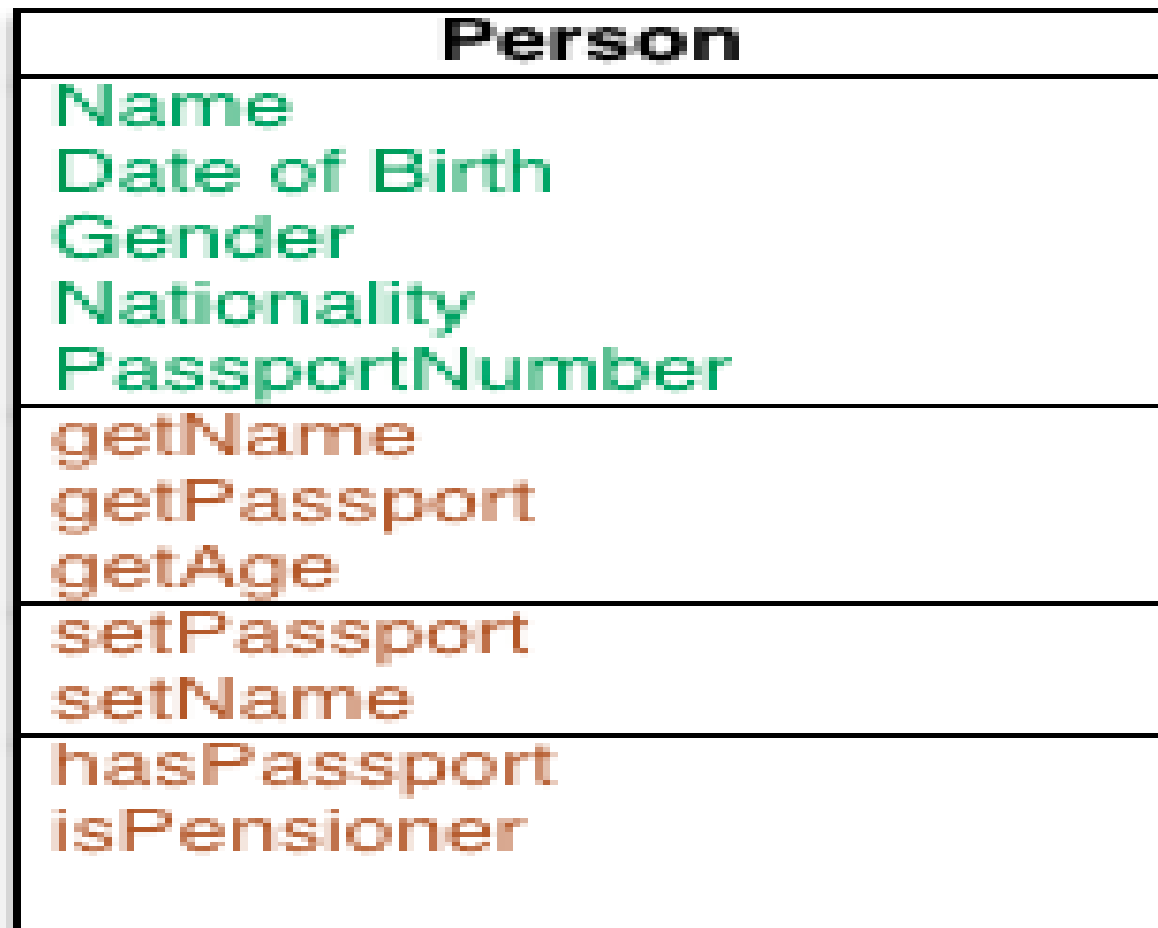 Person
Name
Date of Birth
Gender
Nationality
PassportNumber
getName
getPassport
getAge
setPassport
setName
hasPassport
isPensioner